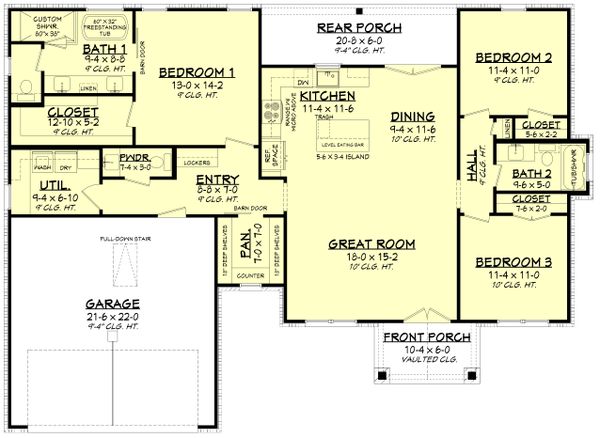 CUSTOM
SHWR.
60"x 35"
60"x 32"
FREESTANDING
TUB
BATH 1
9-4 x 8-8
9' CLG. HT.
BARN DOOR
BEDROOM 1
13-0 x 14-2
9' CLG. HT.
CLOSET
12-10 x 5-2
9' CLG. HT.
REAR PORCH
20-8 x 6-0
9'-4" CLG. HT.
DW
KITCHEN
11-4 x 11-6
TRASH
RANGE W/
MICRO ABOVE
LEVEL EATING BAR
5-6 x 3-4 ISLAND
REF.
SPACE
DINING
9-4 x 11-6
10' CLG. HT.
BEDROOM 2
11-4 x 11-0
9' CLG. HT.
LINEN
CLOSET
5-6 x 2-2
HALL
9' CLG. HT.
BATH 2
9-6 x 5-0
TUB/SHWR
CLOSET
7-6 x 2-0
BEDROOM 3
11-4 x 11-0
10' CLG. HT.
WASH
DRY
UTIL.
9-4 x 6-10
9' CLG. HT.
PWDR.
7-4 x 3-0
LOCKERS
ENTRY
8-8 x 7-0
9' CLG. HT.
BARN DOOR
DEEP SHELVES
PAN.
7-0 x 7-0
9' CLG. HT.
DEEP SHELVES
COUNTER
GREAT ROOM
18-0 x 15-2
10' CLG. HT.
PULL-DOWN STAIR
GARAGE
21-6 x 22-0
9'-4" CLG. HT.
FRONT PORCH
10-4 x 6-0
VAULTED CLG.